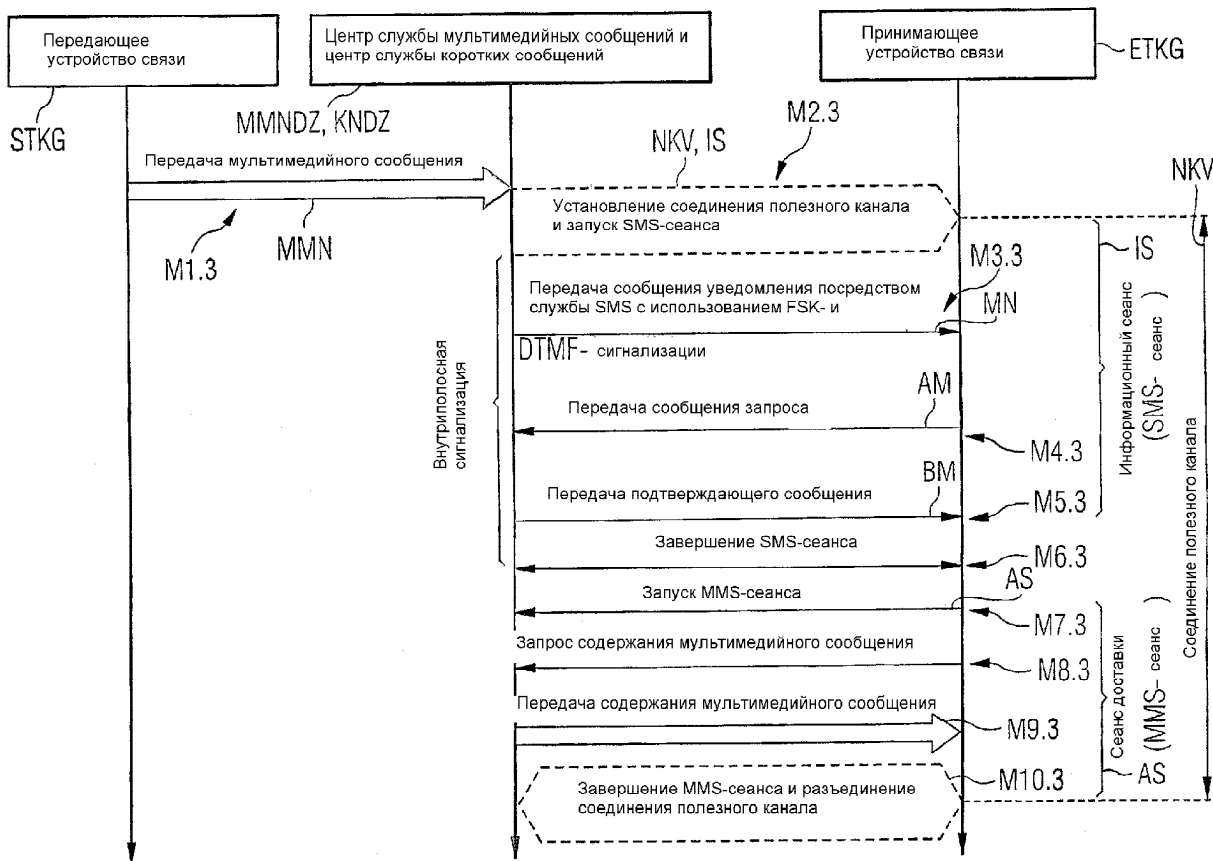 Передающее
устройство связи
Центр службы мультимедийных сообщений и
центр службы коротких сообщений
Принимающее
устройство связи
ETKG
STKG
MMNDZ, KNDZ
M2.3
NKV, IS
NKV
Передача мультимедийного сообщения
Установление соединения полезного канала
и запуск SMS-сеанса
MMN
M1.3
IS
M3.3
Передача сообщения уведомления посредством
службы SMS с использованием FSK- и
MN
DTMF- сигнализации
Внутриполосная
сигнализация
Информационный сеанс
(SMS- сеанс)
Соединение полезного канала
AM
Передача сообщения запроса
M4.3
BM
Передача подтверждающего сообщения
M5.3
Завершение SMS-сеанса
M6.3
AS
Запуск MMS-сеанса
M7.3
Запрос содержания мультимедийного сообщения
M8.3
Сеанс доставки
(MMS- сеанс)
Передача содержания мультимедийного сообщения
M9.3
M10.3
AS
Завершение MMS-сеанса и разъединение
соединения полезного канала